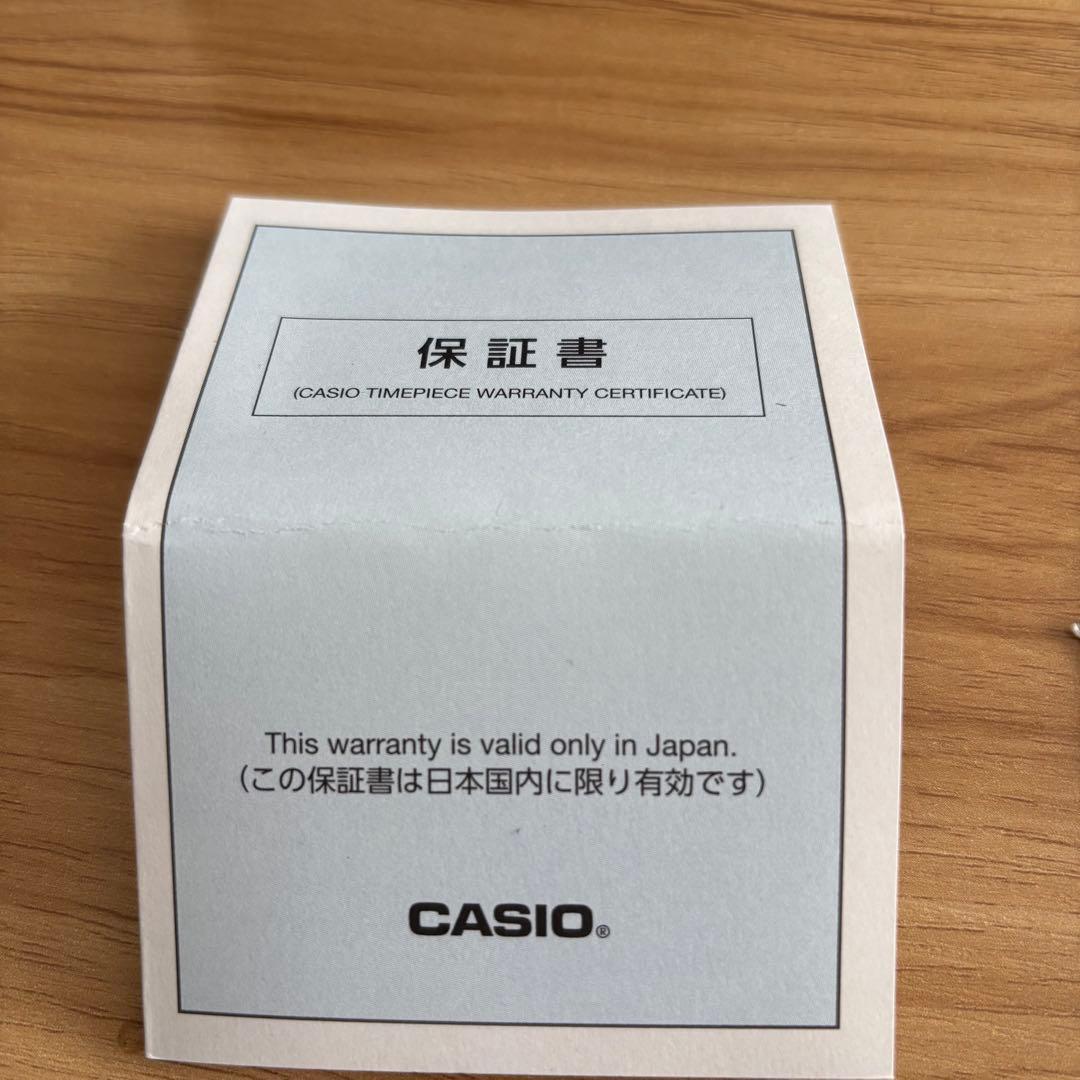 保証書
(CASIO TIMEPIECE WARRANTY CERTIFICATE)
This warranty is valid only in Japan.
(この保証書は日本国内に限り有効です)
CASIO®